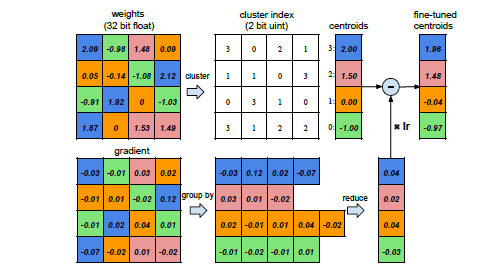 weights
(32 bit float)
cluster index
(2 bit uint)
centroids
fine-tuned
centroids
2.09 -0.98 1.48 0.09
0.05 -0.14 -1.08 2.12
-0.91 1.92 0 -1.03
1.87 0 1.53 1.49
cluster
3 0 2 1
1 1 0 3
0 3 1 0
3 1 2 2
3: 2.00
2: 1.50
1: 0.00
0: -1.00
1.96
1.48
-0.04
-0.97
× lr
gradient
-0.03 -0.01 0.03 0.02
-0.01 0.01 -0.02 0.12
-0.01 0.02 0.04 0.01
-0.07 -0.02 0.01 -0.02
group by
-0.03 0.12 0.02 -0.07
0.03 0.01 -0.02
0.02 -0.01 0.01 0.04 -0.02
-0.01 -0.02 -0.01 0.01
reduce
0.04
0.02
0.04
-0.03